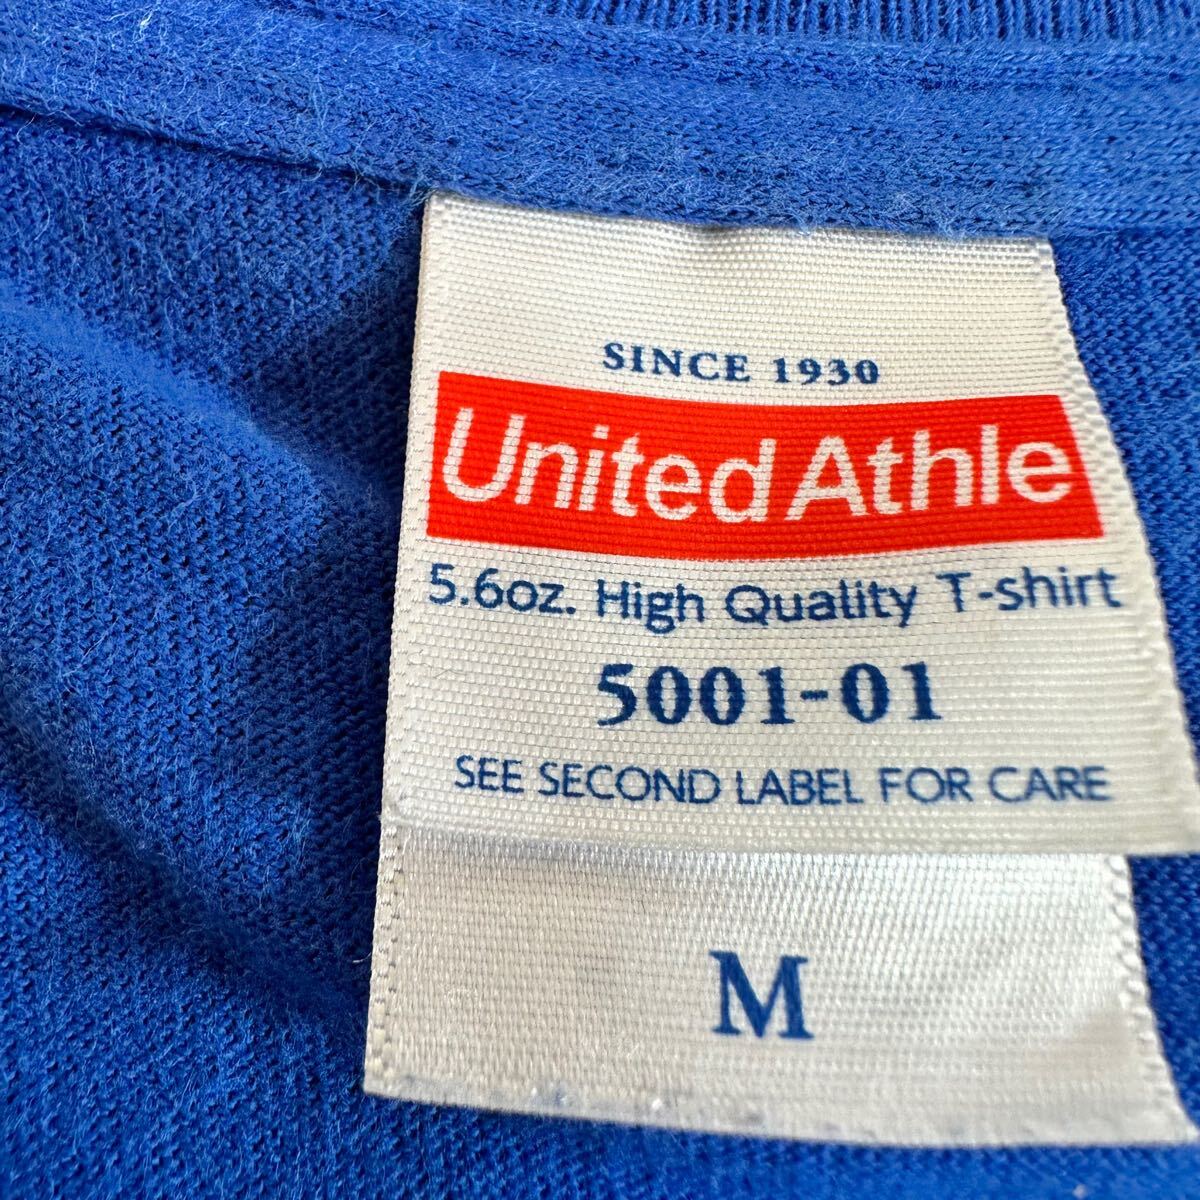 SINCE 1930
United Athle
5.6oz. High Quality T-shirt
5001-01
SEE SECOND LABEL FOR CARE
M